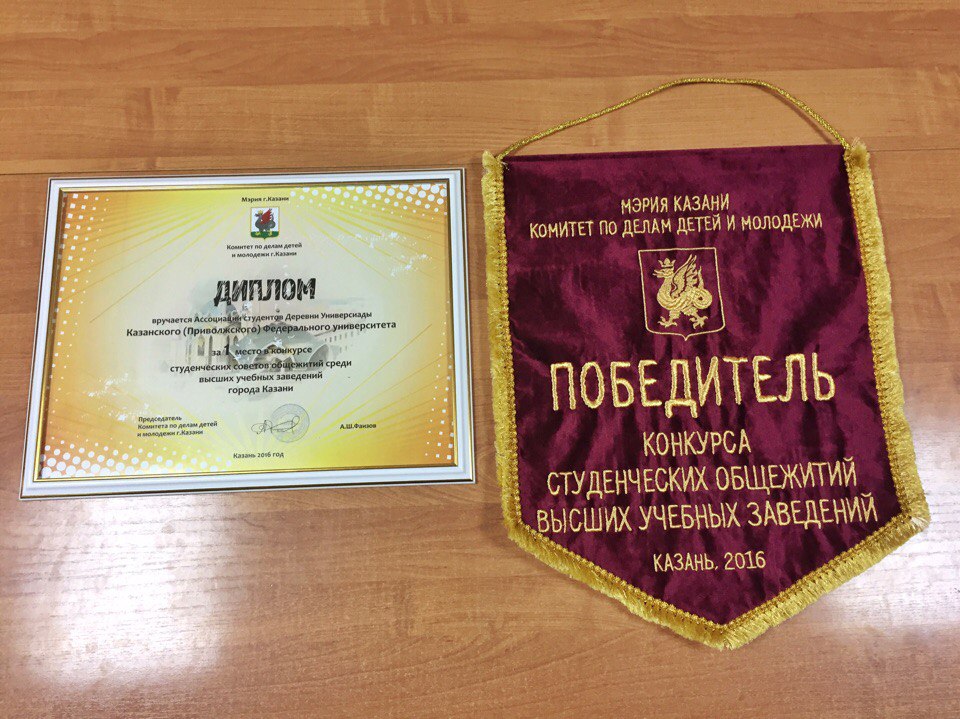 Мэрия г.Казани
Комитет по делам детей
и молодежи г.Казани
ДИПЛОМ
вручается Ассоциации студентов Деревни Универсиады
Казанского (Приволжского) Федерального университета
за 1 место в конкурсе
студенческих советов общежитий среди
высших учебных заведений
города Казани
Председатель
Комитета по делам детей
и молодежи г.Казани
А.Ш.Фаизов
Казань 2016 год
МЭРИЯ КАЗАНИ
КОМИТЕТ ПО ДЕЛАМ ДЕТЕЙ И МОЛОДЕЖИ
ПОБЕДИТЕЛЬ
КОНКУРСА
СТУДЕНЧЕСКИХ ОБЩЕЖИТИЙ
ВЫСШИХ УЧЕБНЫХ ЗАВЕДЕНИЙ
КАЗАНЬ, 2016